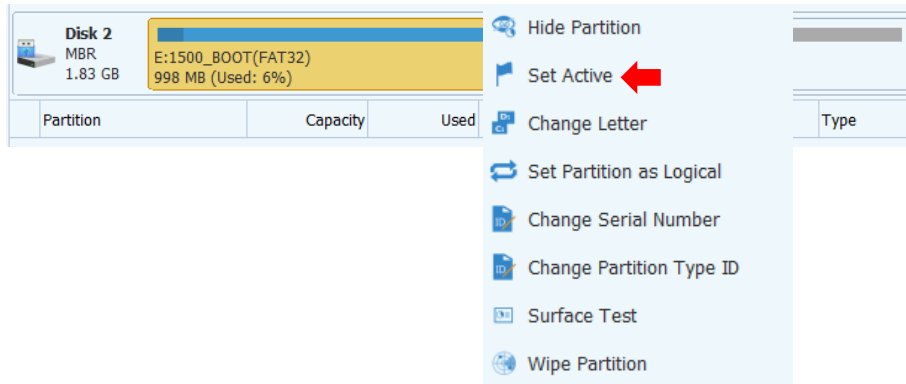 Disk 2
MBR
1.83 GB
E:1500_BOOT(FAT32)
998 MB (Used: 6%)
Partition Capacity Used Type
Hide Partition
Set Active
Change Letter
Set Partition as Logical
Change Serial Number
Change Partition Type ID
Surface Test
Wipe Partition